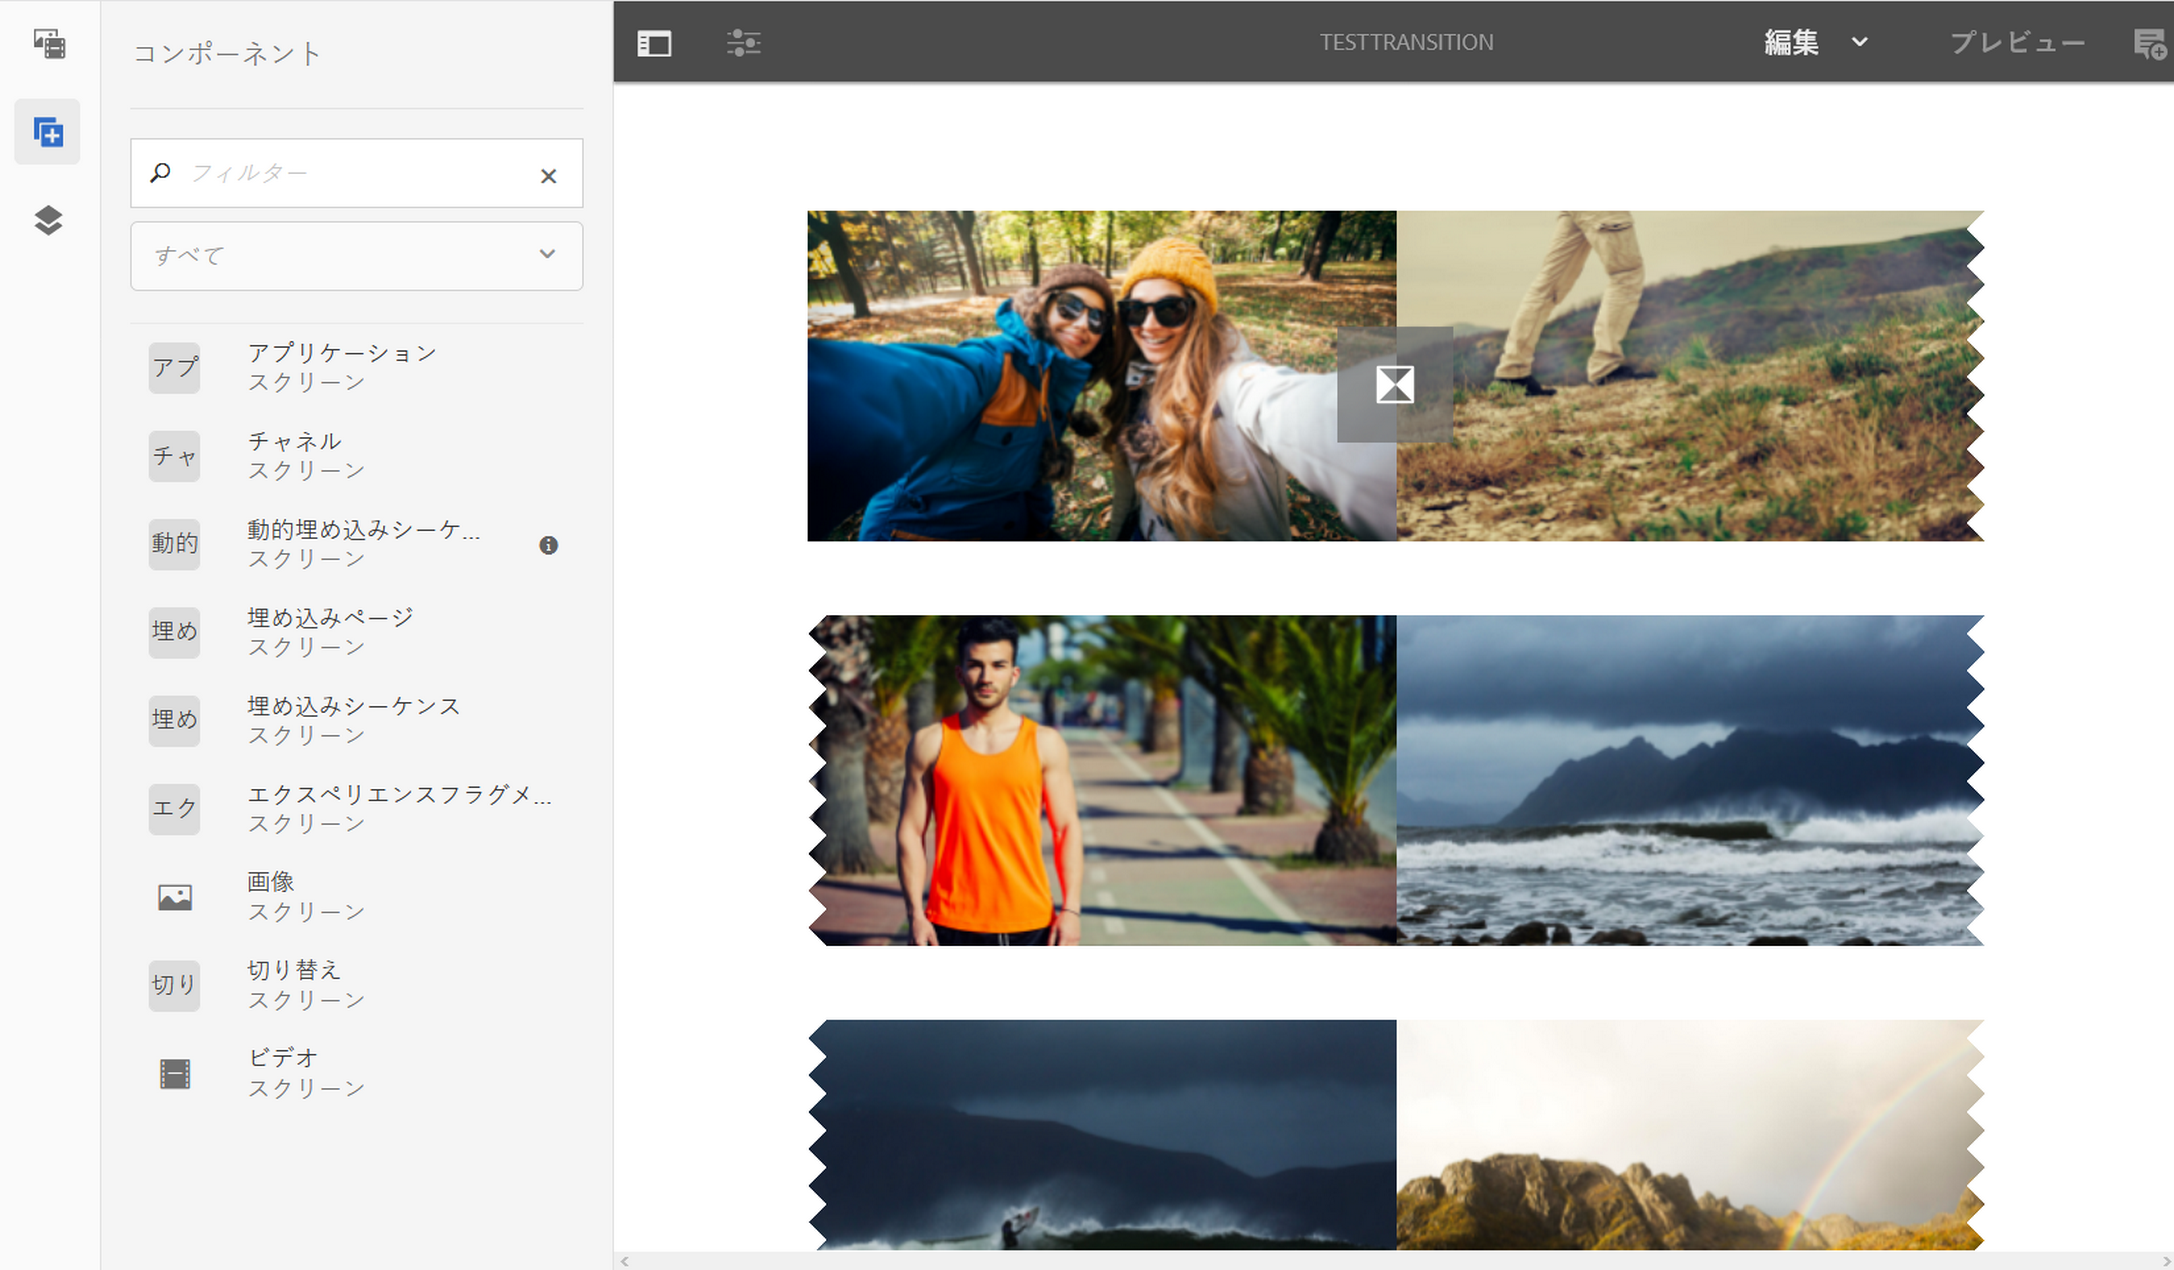 コンポーネント
フィルター
すべて
アプ
アプリケーション
スクリーン
チャ
チャネル
スクリーン
動的
動的埋め込みシーケ...
スクリーン
埋め
埋め込みページ
スクリーン
埋め
埋め込みシーケンス
スクリーン
エク
エクスペリエンスフラグメ...
スクリーン
画像
スクリーン
切り
切り替え
スクリーン
ビデオ
スクリーン
TESTTRANSITION
編集
プレビュー